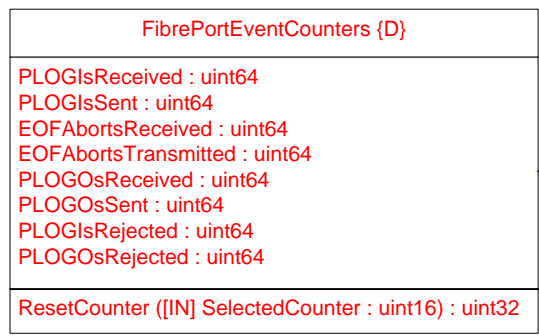 FibrePortEventCounters {D}
PLOGIsReceived : uint64
PLOGIsSent : uint64
EOFAbortsReceived : uint64
EOFAbortsTransmitted : uint64
PLOGOsReceived : uint64
PLOGOsSent : uint64
PLOGIsRejected : uint64
PLOGOsRejected : uint64
ResetCounter ([IN] SelectedCounter : uint16) : uint32